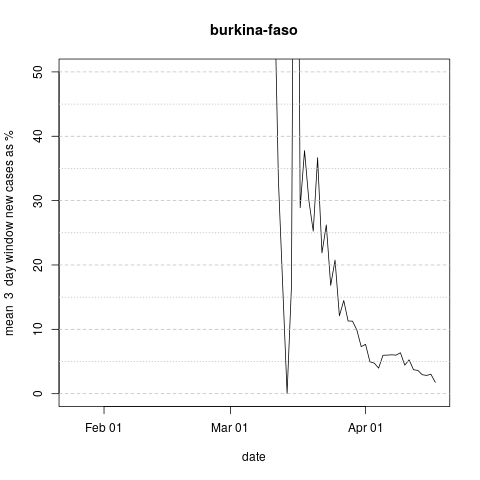 burkina-faso
mean  3  day window new cases as %
50
40
30
20
10
0
Feb 01
Mar 01
Apr 01
date